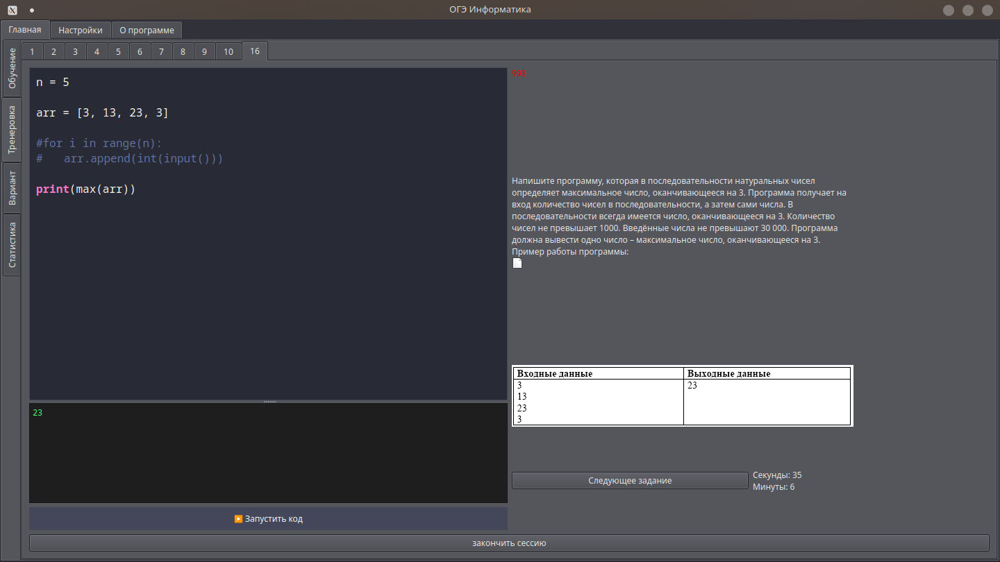 ОГЭ Информатика
Главная
Настройки
О программе
Обучение
Тренеровка
Вариант
Статистика
1
2
3
4
5
6
7
8
9
10
16
n = 5
arr = [3, 13, 23, 3]
#for i in range(n):
#   arr.append(int(input()))
print(max(arr))
23
▶ Запустить код
993
Напишите программу, которая в последовательности натуральных чисел
определяет максимальное число, оканчивающееся на 3. Программа получает на
вход количество чисел в последовательности, а затем сами числа. В
последовательности всегда имеется число, оканчивающееся на 3. Количество
чисел не превышает 1000. Введённые числа не превышают 30 000. Программа
должна вывести одно число – максимальное число, оканчивающееся на 3.
Пример работы программы:
Входные данные
Выходные данные
3
13
23
3
23
Следующее задание
Секунды: 35
Минуты: 6
закончить сессию